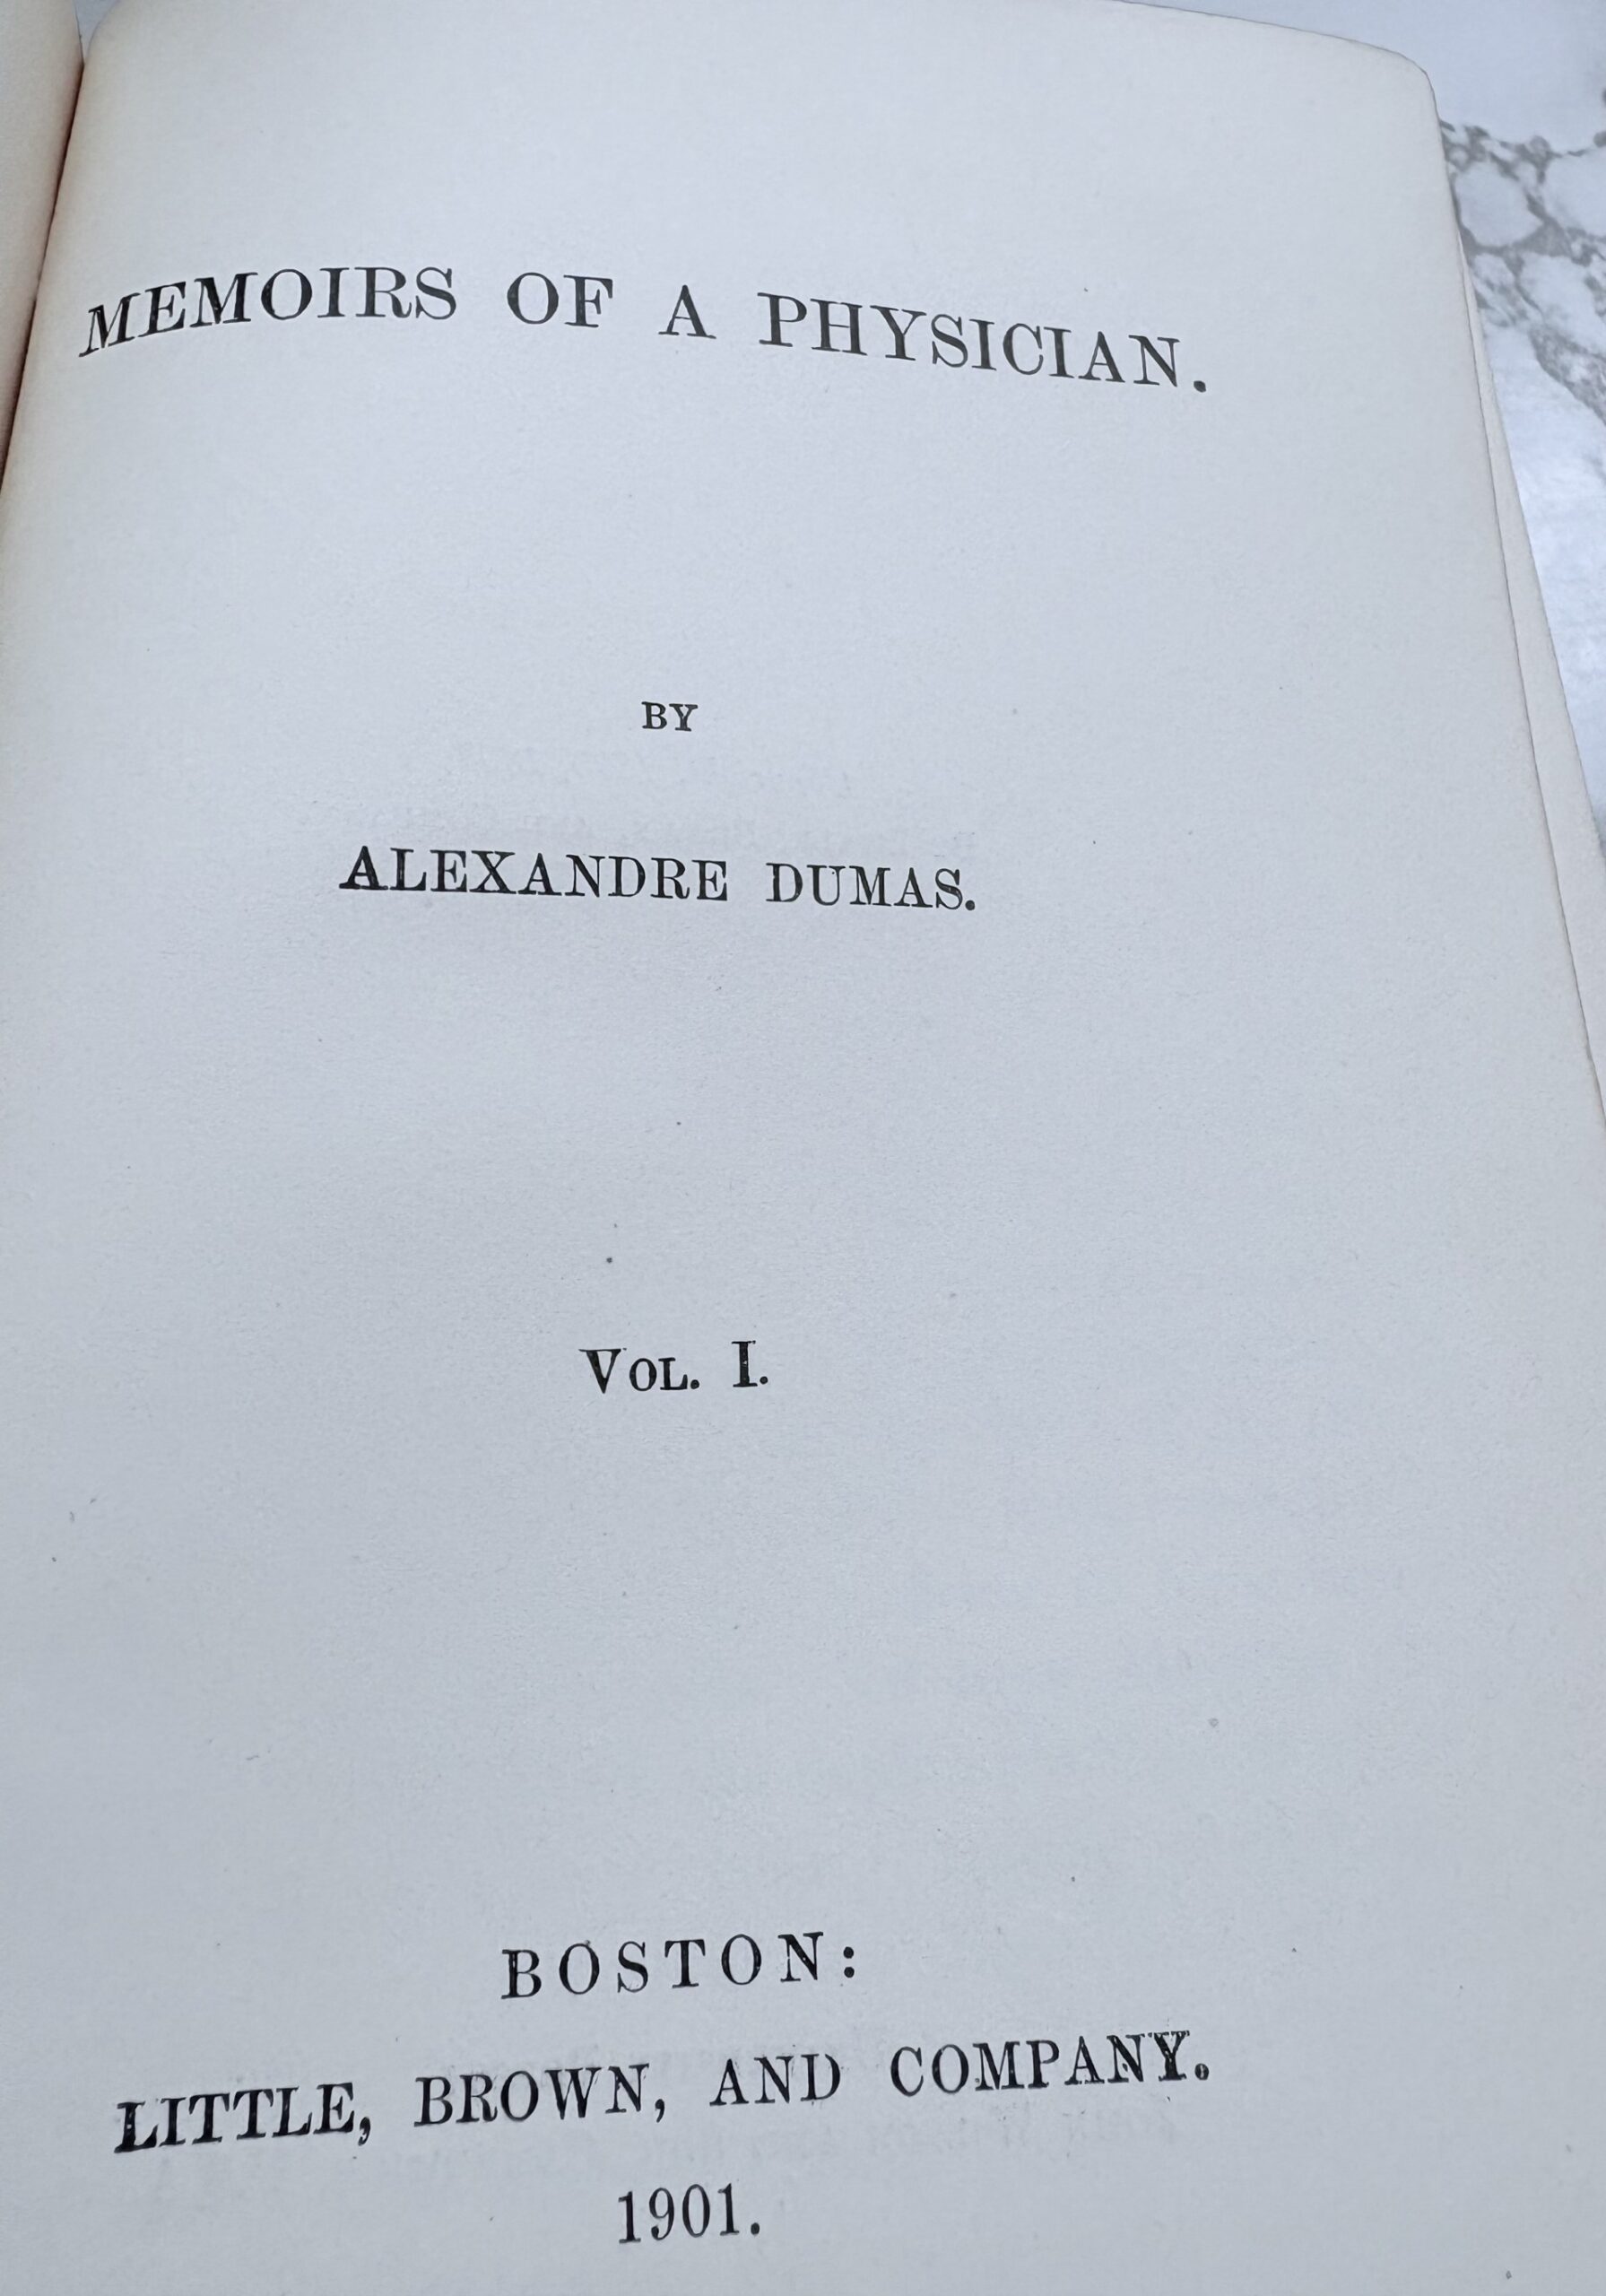 MEMOIRS OF A PHYSICIAN.
BY
ALEXANDRE DUMAS.
VOL. I.
BOSTON:
LITTLE, BROWN, AND COMPANY.
1901.